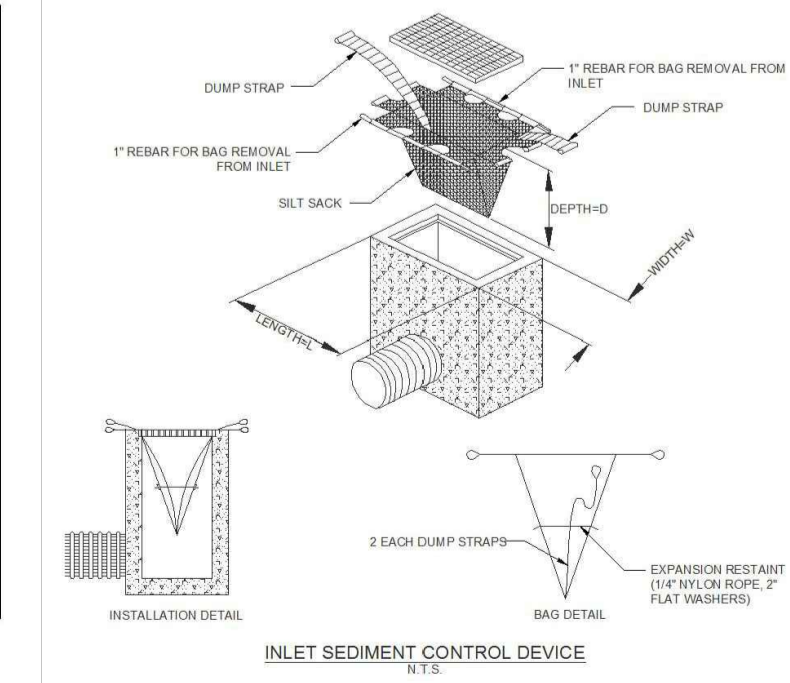 DUMP STRAP
1" REBAR FOR BAG REMOVAL FROM
INLET
DUMP STRAP
1" REBAR FOR BAG REMOVAL
FROM INLET
SILT SACK
DEPTH=D
WIDTH=W
LENGTH=L
2 EACH DUMP STRAPS
EXPANSION RESTAINT
(1/4" NYLON ROPE, 2"
FLAT WASHERS)
INSTALLATION DETAIL
BAG DETAIL
INLET SEDIMENT CONTROL DEVICE
N.T.S.